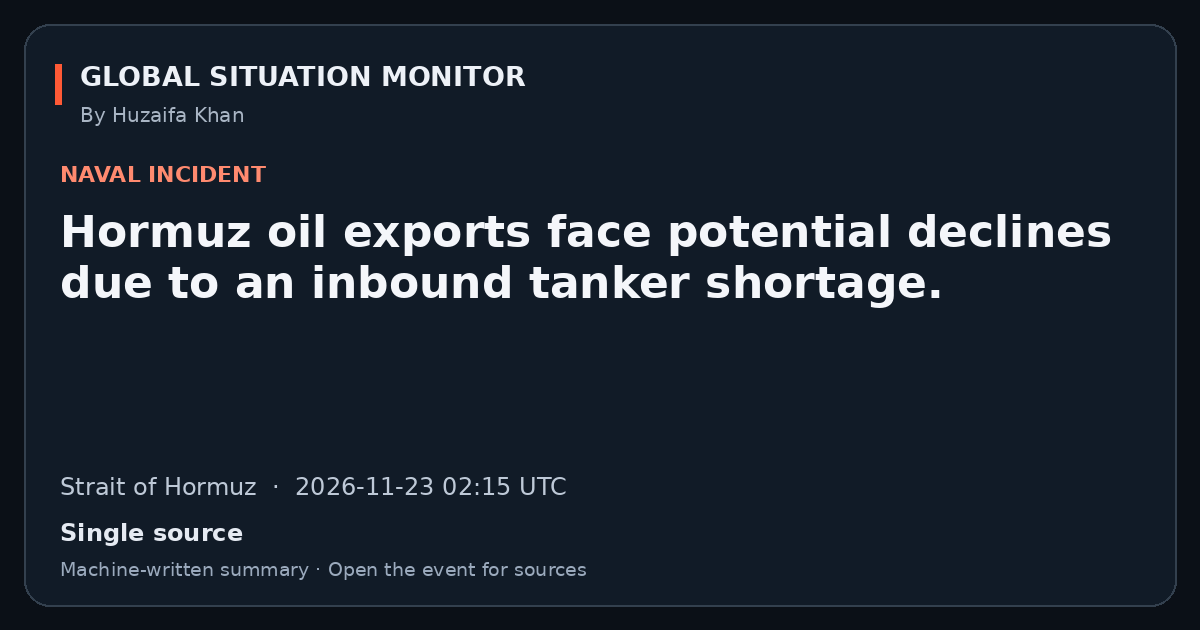 GLOBAL SITUATION MONITOR
By Huzaifa Khan
NAVAL INCIDENT
Hormuz oil exports face potential declines
due to an inbound tanker shortage.
Strait of Hormuz · 2026-11-23 02:15 UTC
Single source
Machine-written summary · Open the event for sources